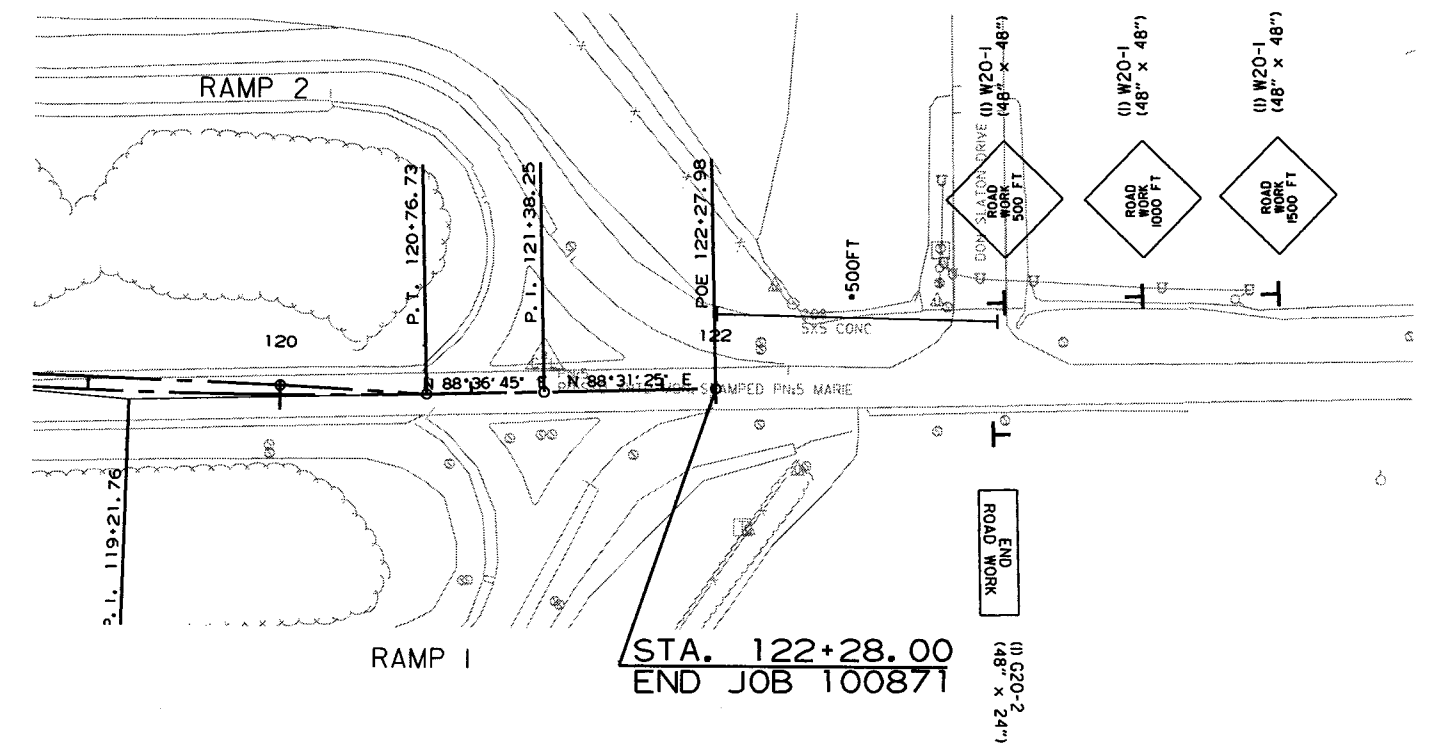 RAMP 2
P.T. 120+76.73
P.I. 121+38.25
POE 122+27.98
(1) W20-1
(48" x 48")
(1) W20-1
(48" x 48")
(1) W20-1
(48" x 48")
DON SLATON DRIVE
ROAD
WORK
500 FT
ROAD
WORK
1000 FT
ROAD
WORK
1500 FT
•500FT
5X5 CONC
120
122
N 88°36'45" E
N 88°31'25" E
STAMPED PN:5 MARIE
P.I. 119+21.76
END
ROAD WORK
(1) G20-2
(48" x 24")
RAMP 1
STA. 122+28.00
END JOB 100871